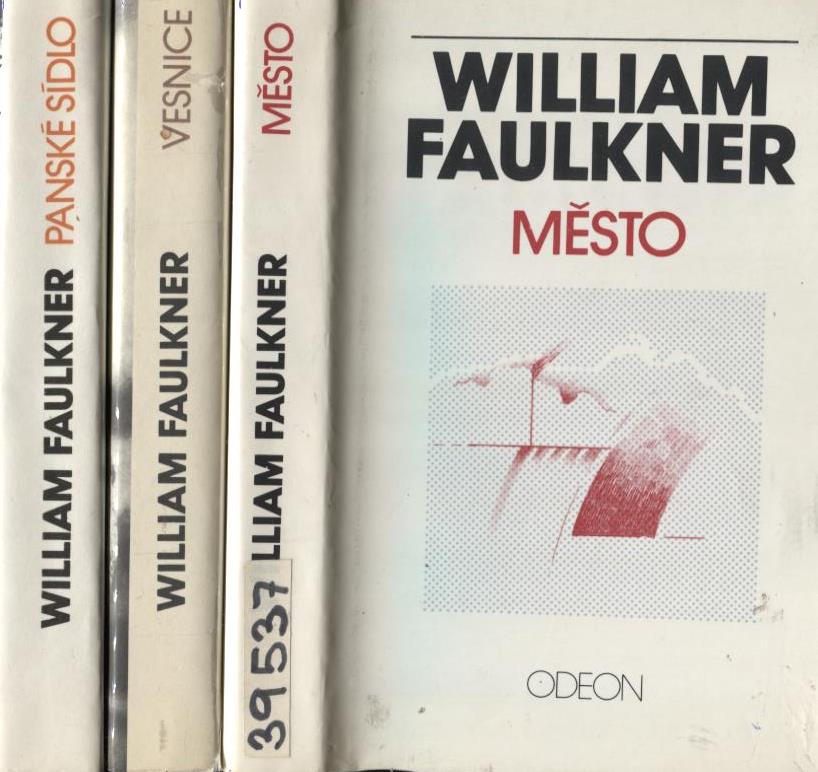 WILLIAM FAULKNER PANSKÉ SÍDLO
WILLIAM FAULKNER VESNICE
LLIAM FAULKNER MĚSTO
39537
WILLIAM
FAULKNER
MĚSTO
ODEON